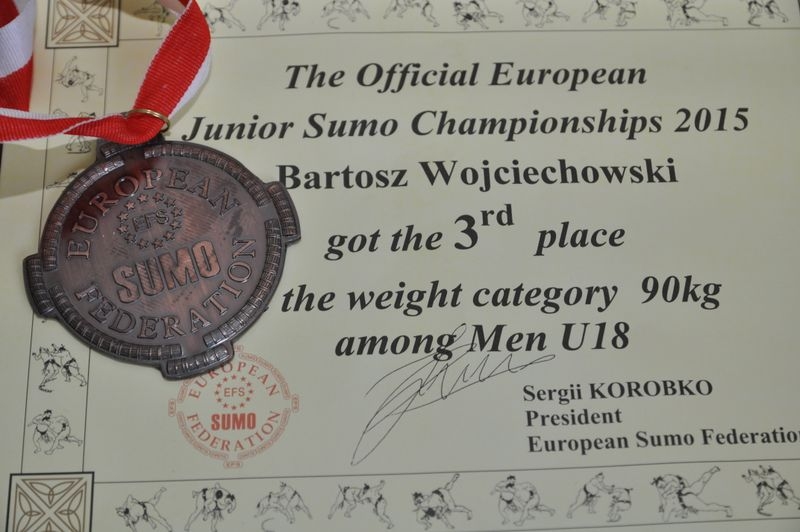 The Official European
Junior Sumo Championships 2015
Bartosz Wojciechowski
got the 3rd place
the weight category 90kg
among Men U18
Sergii KOROBKO
President
European Sumo Federation
EUROPEAN
EFS
SUMO
FEDERATION
EUROPEAN
EFS
SUMO
FEDERATION